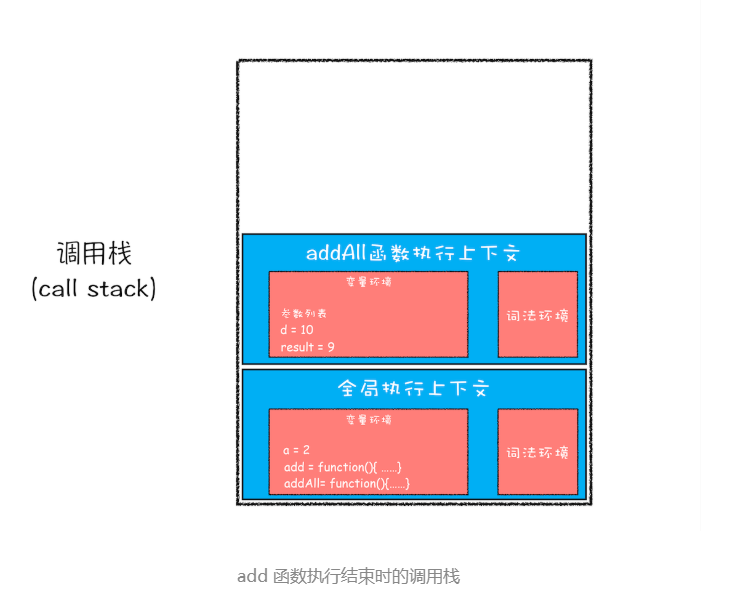 调用栈
(call stack)
addAll函数执行上下文
变量环境
参数列表
d = 10
result = 9
词法环境
全局执行上下文
变量环境
a = 2
add = function(){ ......}
addAll= function(){......}
词法环境
add 函数执行结束时的调用栈